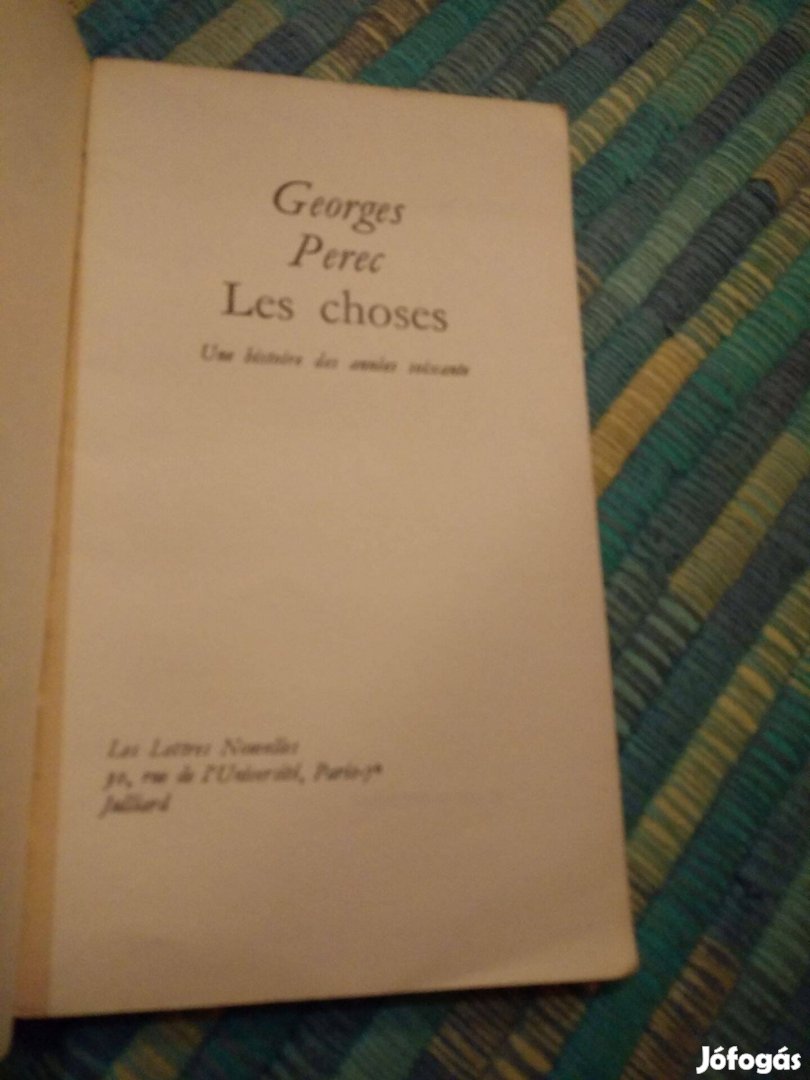 Georges
Perec
Les choses
Une histoire des années soixante
Les Lettres Nouvelles
30, rue de l'Université, Paris-7e
Julliard
Jófogás